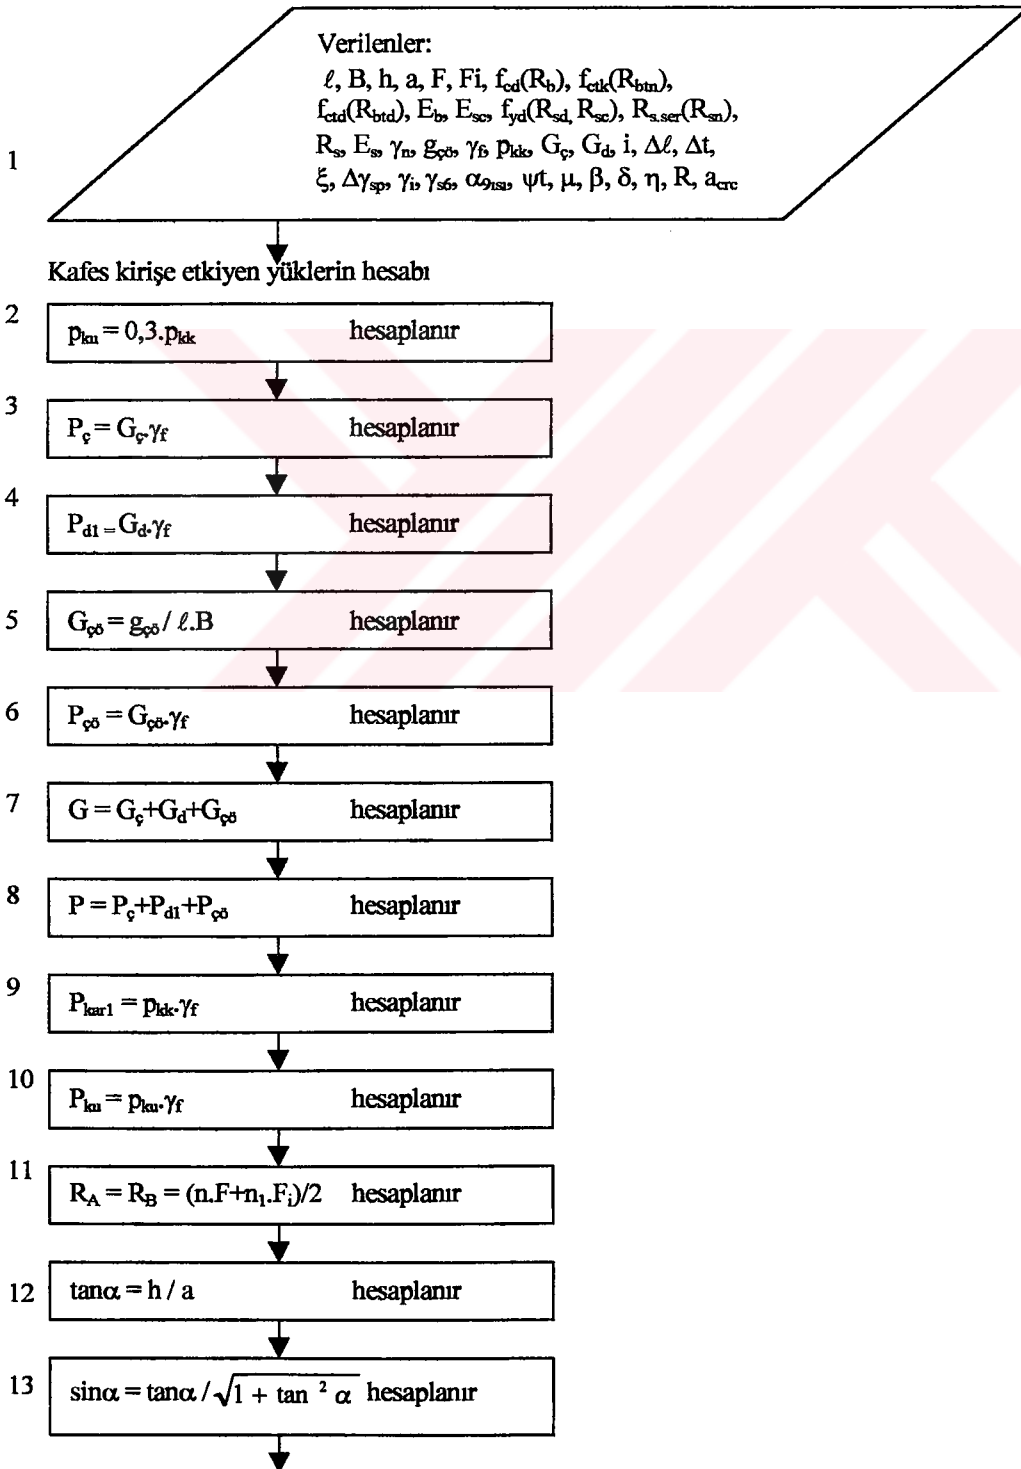 Verilenler:
ℓ, B, h, a, F, Fi, f_cd(R_b), f_ctk(R_btn),
f_ctd(R_btd), E_b, E_sc, f_yd(R_sd, R_sc), R_s.ser(R_sn),
R_s, E_s, γ_n, g_çö, γ_f, p_kk, G_ç, G_d, i, Δℓ, Δt,
1 ξ, Δγ_sp, γ_i, γ_s6, α_9ısı, ψt, μ, β, δ, η, R, a_crc
Kafes kirişe etkiyen yüklerin hesabı
2 p_ku = 0,3.p_kk hesaplanır
3 P_ç = G_ç.γ_f hesaplanır
4 P_d1 = G_d.γ_f hesaplanır
5 G_çö = g_çö / ℓ.B hesaplanır
6 P_çö = G_çö.γ_f hesaplanır
7 G = G_ç+G_d+G_çö hesaplanır
8 P = P_ç+P_d1+P_çö hesaplanır
9 P_kar1 = p_kk.γ_f hesaplanır
10 P_ku = p_ku.γ_f hesaplanır
11 R_A = R_B = (n.F+n_1.F_i)/2 hesaplanır
12 tanα = h / a hesaplanır
13 sinα = tanα / √(1 + tan ² α) hesaplanır